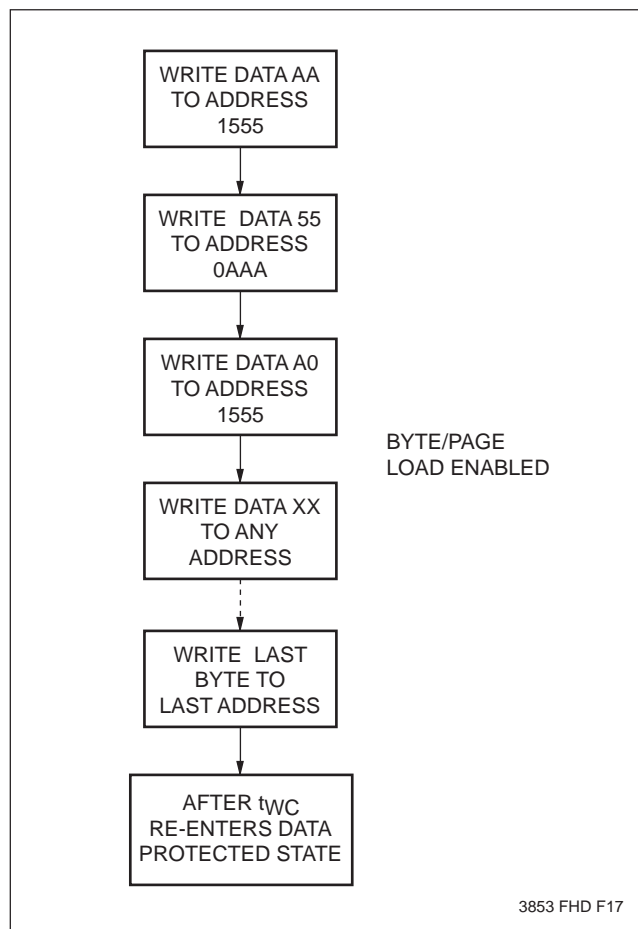 WRITE DATA AA
TO ADDRESS
1555
WRITE DATA 55
TO ADDRESS
0AAA
WRITE DATA A0
TO ADDRESS
1555
BYTE/PAGE
LOAD ENABLED
WRITE DATA XX
TO ANY
ADDRESS
WRITE LAST
BYTE TO
LAST ADDRESS
AFTER tWC
RE-ENTERS DATA
PROTECTED STATE
3853 FHD F17